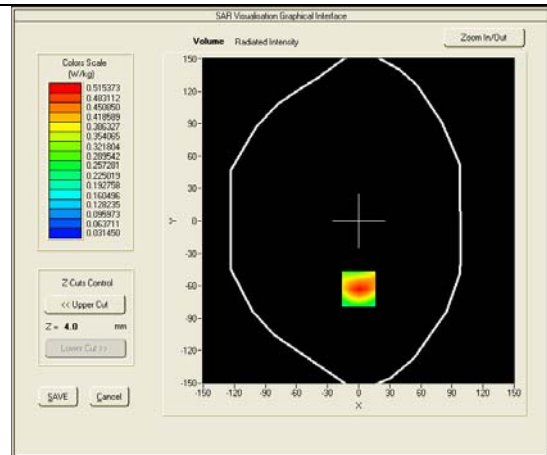 SAR Visualisation Graphical Interface
Volume Radiated Intensity
Zoom In/Out
Colors Scale
(W/kg)
0.515373
0.483112
0.450850
0.418589
0.386327
0.354065
0.321804
0.289542
0.257281
0.225019
0.192758
0.160496
0.128235
0.095973
0.063711
0.031450
Z Cuts Control
<< Upper Cut
Z = 4.0 mm
Lower Cut >>
SAVE Cancel
150-
120-
90-
60-
30-
0-
-30-
-60-
-90-
-120-
-150-
Y
-150 -120 -90 -60 -30 0 30 60 90 120 150
X